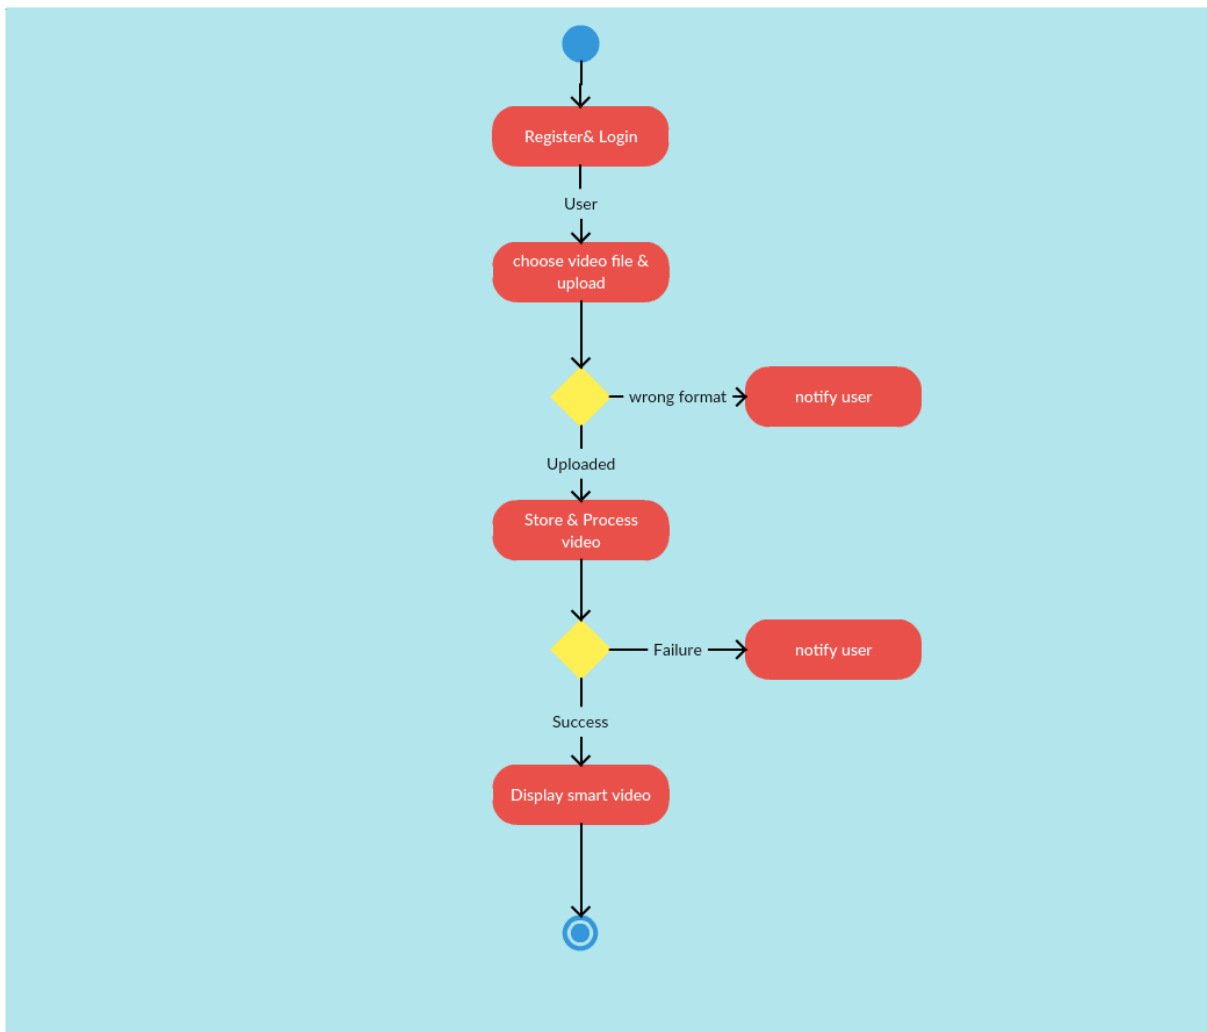 Register& Login
User
choose video file &
upload
wrong format
notify user
Uploaded
Store & Process
video
Failure
notify user
Success
Display smart video